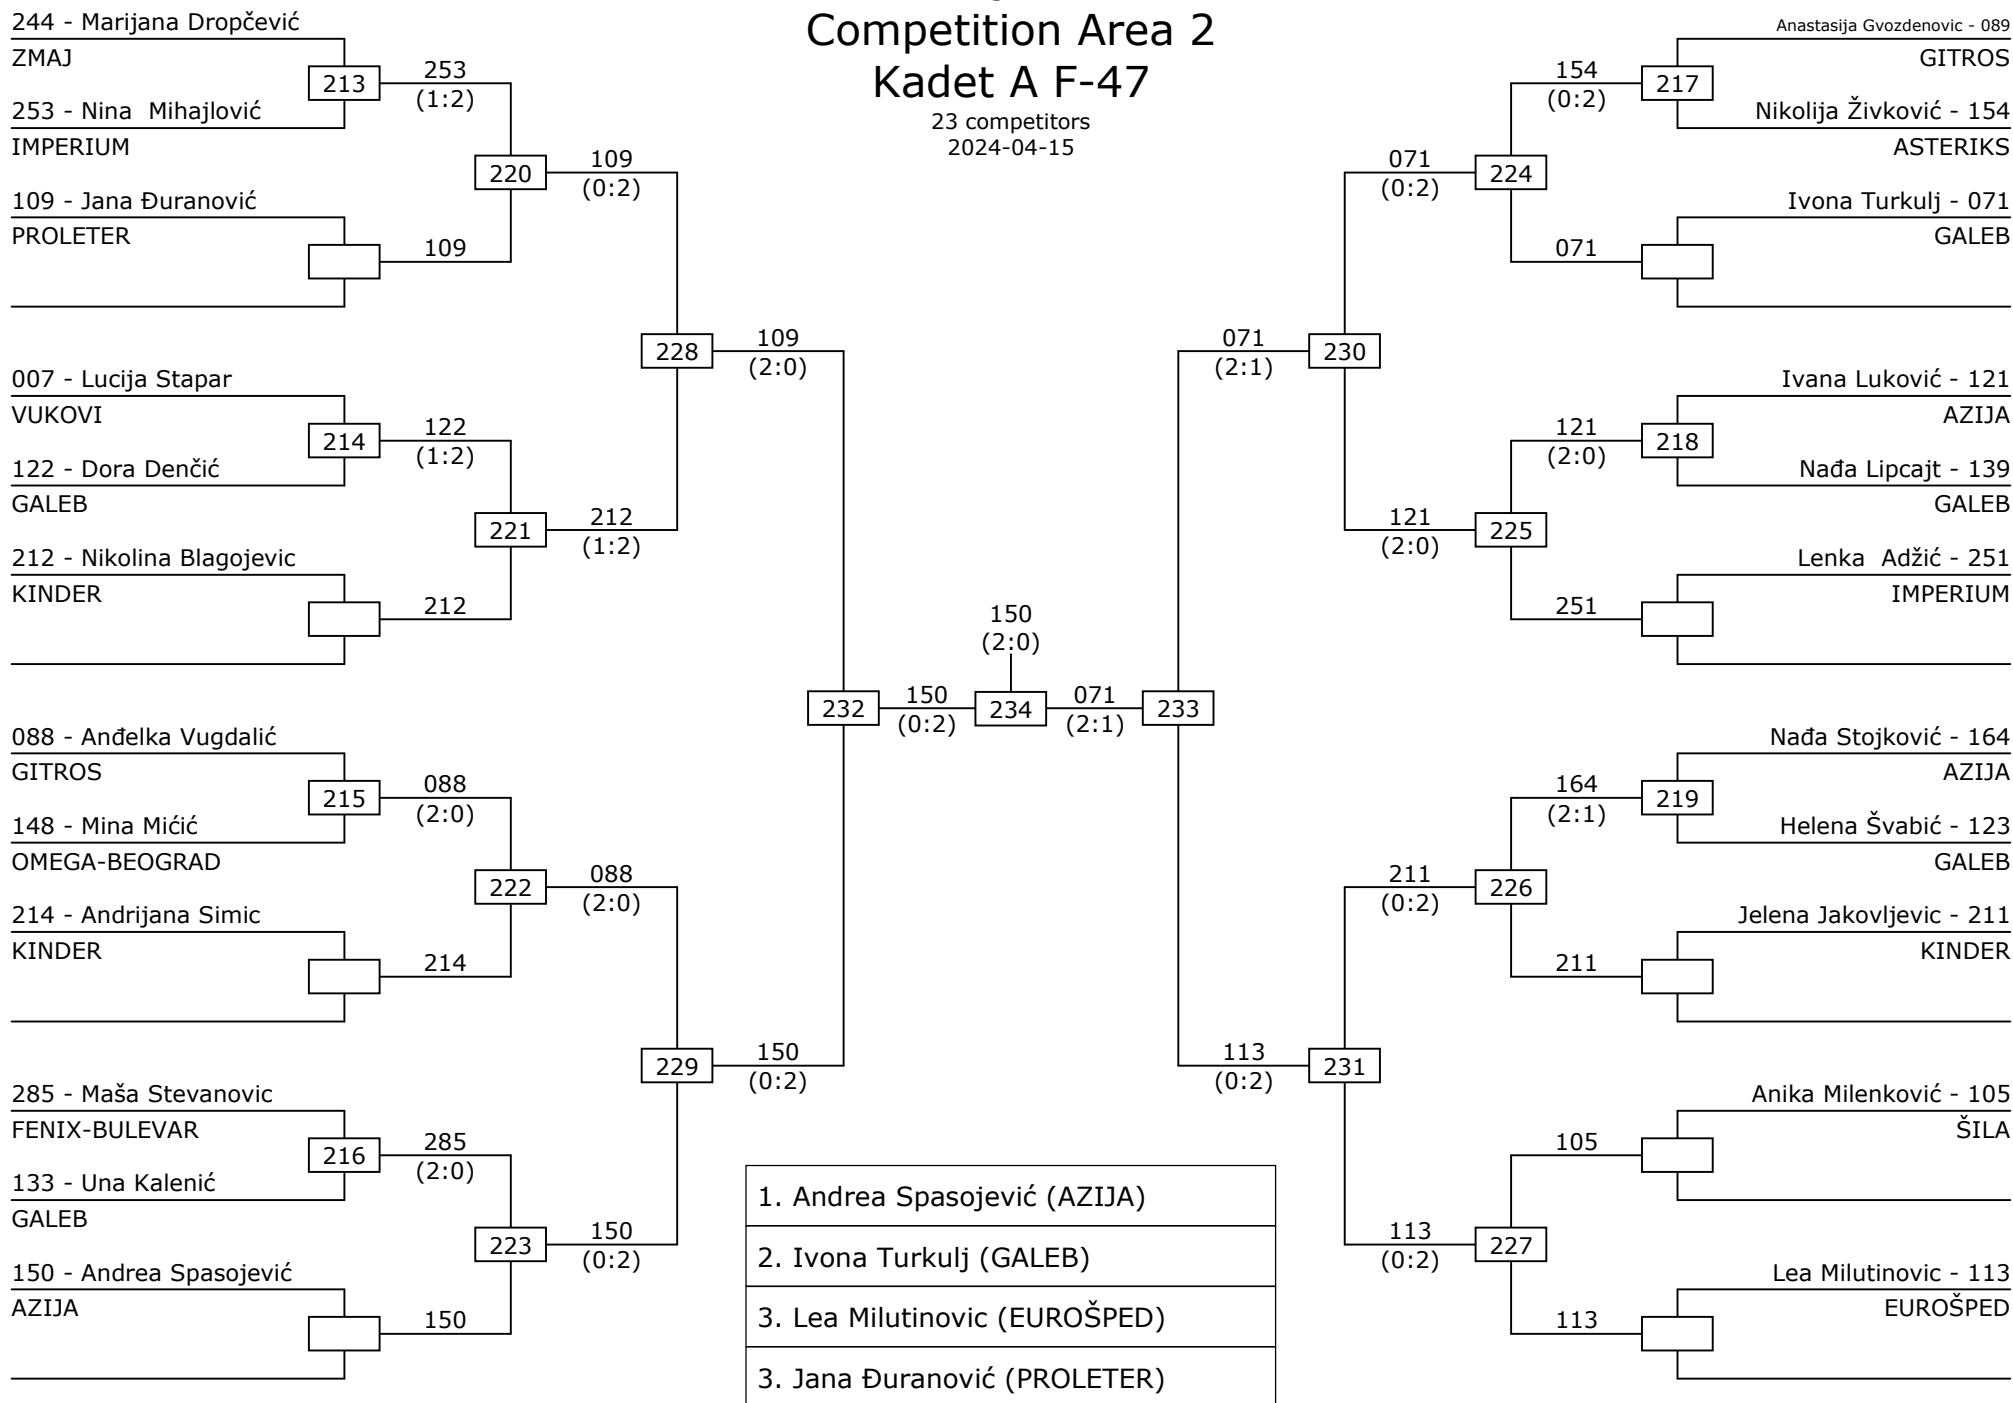 Competition Area 2
Kadet A F-47
23 competitors
2024-04-15
244 - Marijana Dropčević
ZMAJ
213
253
(1:2)
253 - Nina  Mihajlović
IMPERIUM
220
109
(0:2)
109 - Jana Đuranović
PROLETER
109
228
109
(2:0)
007 - Lucija Stapar
VUKOVI
214
122
(1:2)
122 - Dora Denčić
GALEB
221
212
(1:2)
212 - Nikolina Blagojevic
KINDER
212
232
150
(0:2)
088 - Anđelka Vugdalić
GITROS
215
088
(2:0)
148 - Mina Mićić
OMEGA-BEOGRAD
222
088
(2:0)
214 - Andrijana Simic
KINDER
214
229
150
(0:2)
285 - Maša Stevanovic
FENIX-BULEVAR
216
285
(2:0)
133 - Una Kalenić
GALEB
223
150
(0:2)
150 - Andrea Spasojević
AZIJA
150
150
(2:0)
234
Anastasija Gvozdenovic - 089
GITROS
154
(0:2)
217
Nikolija Živković - 154
ASTERIKS
071
(0:2)
224
Ivona Turkulj - 071
GALEB
071
071
(2:1)
230
Ivana Luković - 121
AZIJA
121
(2:0)
218
Nađa Lipcajt - 139
GALEB
121
(2:0)
225
Lenka  Adžić - 251
IMPERIUM
251
071
(2:1)
233
Nađa Stojković - 164
AZIJA
164
(2:1)
219
Helena Švabić - 123
GALEB
211
(0:2)
226
Jelena Jakovljevic - 211
KINDER
211
113
(0:2)
231
Anika Milenković - 105
ŠILA
105
113
(0:2)
227
Lea Milutinovic - 113
EUROŠPED
113
1. Andrea Spasojević (AZIJA)
2. Ivona Turkulj (GALEB)
3. Lea Milutinovic (EUROŠPED)
3. Jana Đuranović (PROLETER)